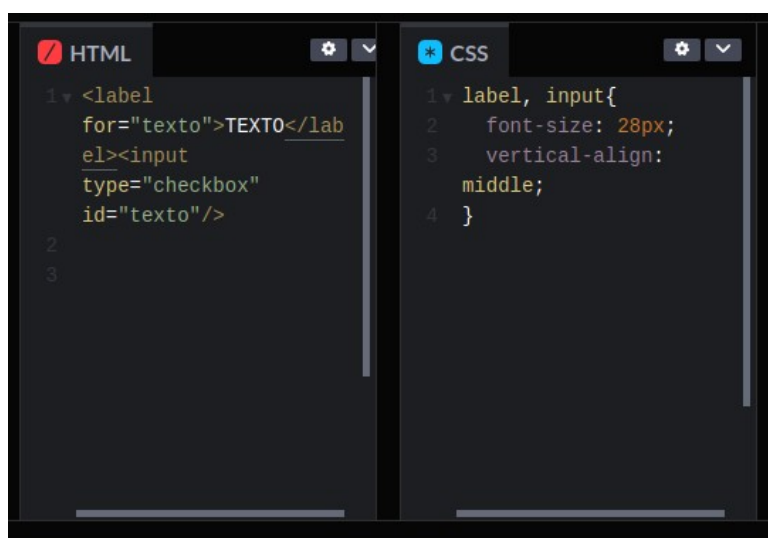 HTML
1 <label
for="texto">TEXTO</lab
el><input
type="checkbox"
id="texto"/>
2
3
CSS
1 label, input{
2 font-size: 28px;
3 vertical-align:
middle;
4 }